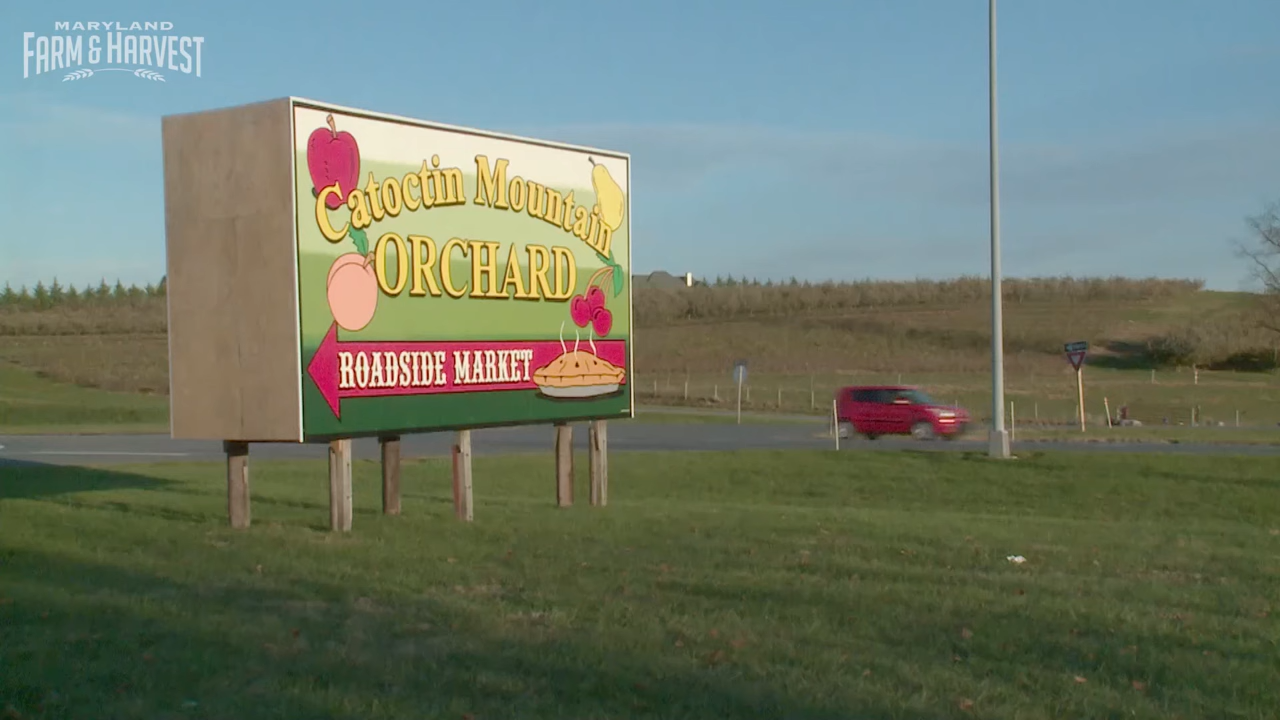 MARYLAND
FARM & HARVEST
Catoctin Mountain
ORCHARD
ROADSIDE MARKET